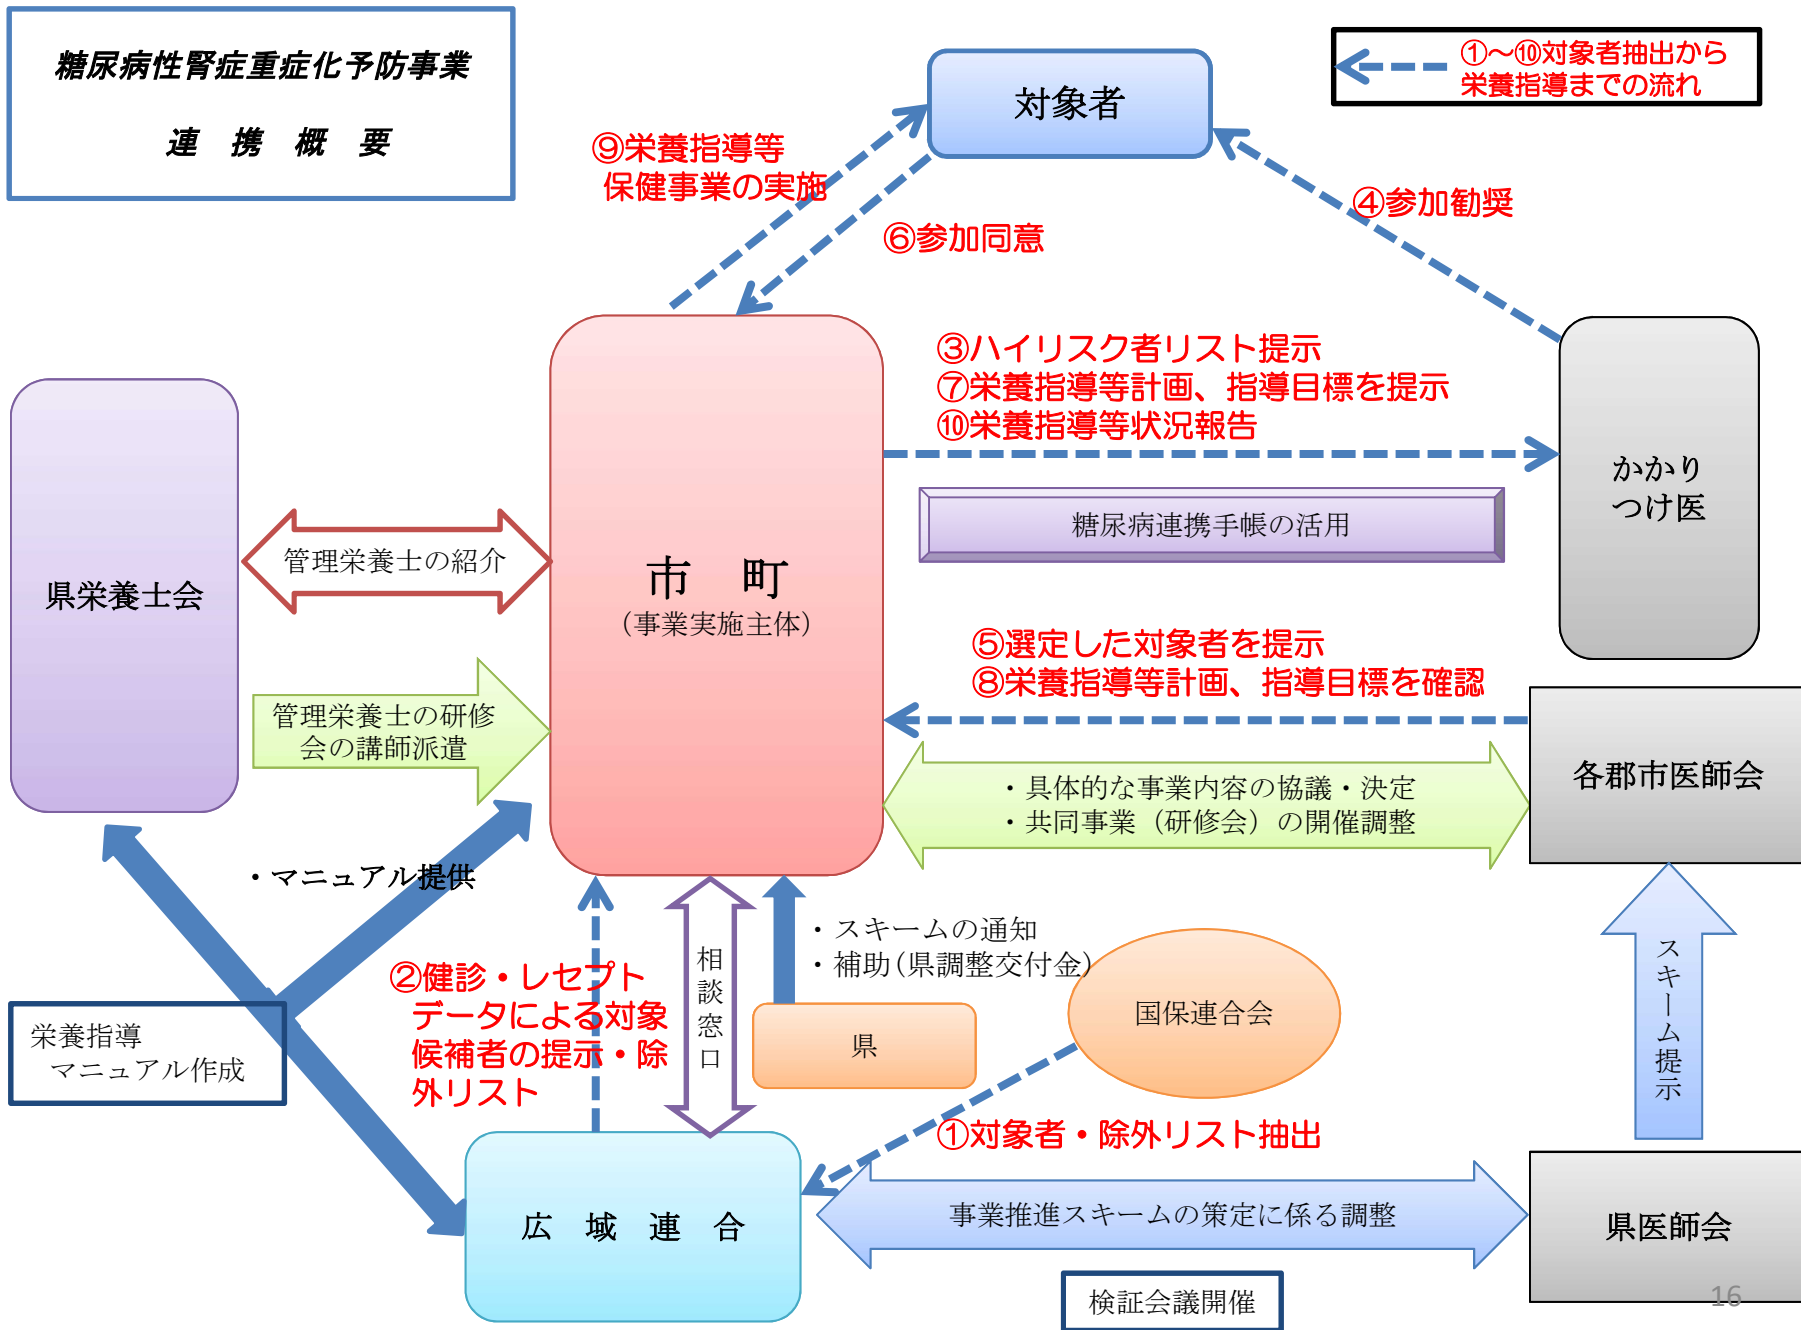 糖尿病性腎症重症化予防事業
連　携　概　要
①～⑩対象者抽出から
栄養指導までの流れ
対象者
⑨栄養指導等
保健事業の実施
④参加勧奨
⑥参加同意
③ハイリスク者リスト提示
⑦栄養指導等計画、指導目標を提示
⑩栄養指導等状況報告
かかり
つけ医
糖尿病連携手帳の活用
管理栄養士の紹介
県栄養士会
市　町
（事業実施主体）
⑤選定した対象者を提示
⑧栄養指導等計画、指導目標を確認
管理栄養士の研修
会の講師派遣
各郡市医師会
・具体的な事業内容の協議・決定
・共同事業（研修会）の開催調整
・マニュアル提供
・スキームの通知
・補助(県調整交付金)
相談窓口
②健診・レセプト
データによる対象
候補者の提示・除
外リスト
国保連合会
県
スキーム提示
栄養指導
マニュアル作成
①対象者・除外リスト抽出
広　域　連　合
事業推進スキームの策定に係る調整
県医師会
検証会議開催
16